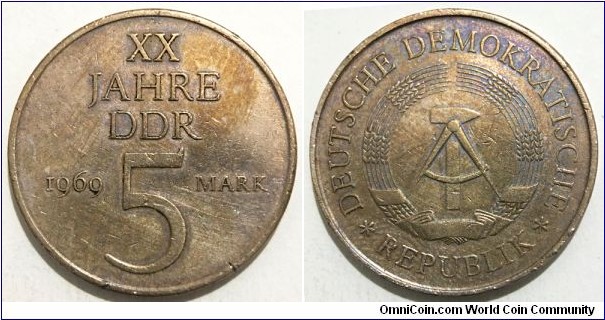 XX
JAHRE
DDR
1969 5 MARK
DEUTSCHE DEMOKRATISCHE
* REPUBLIK *
OmniCoin.com World Coin Community